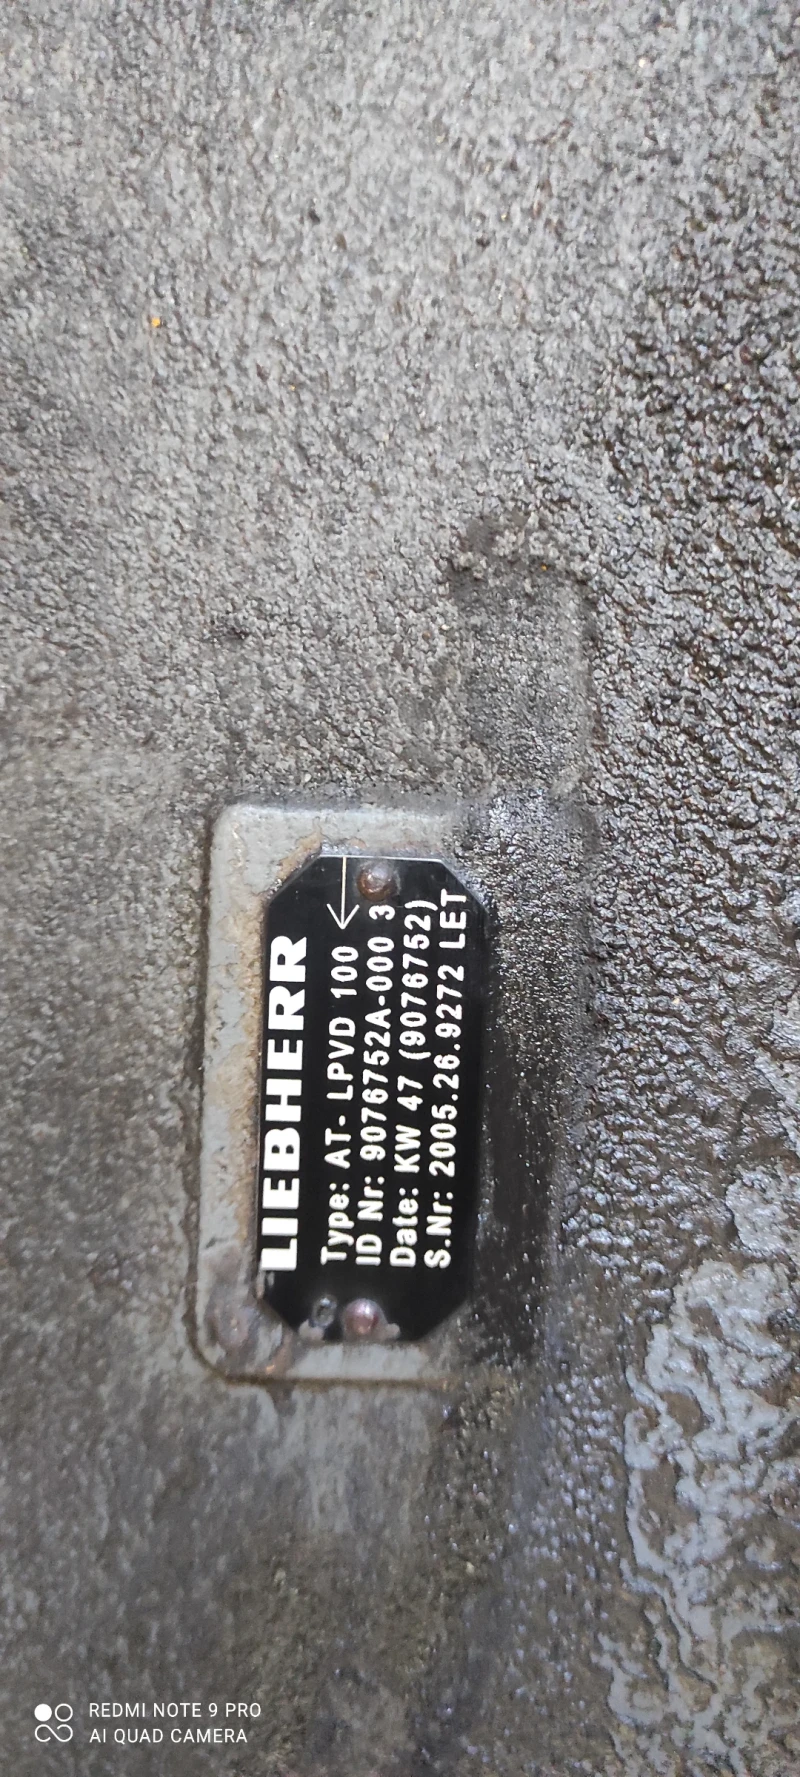 LIEBHERR
Type: AT- LPVD 100
ID Nr: 9076752A-000 3
Date: KW 47 (9076752)
S.Nr: 2005.26.9272 LET
REDMI NOTE 9 PRO
AI QUAD CAMERA